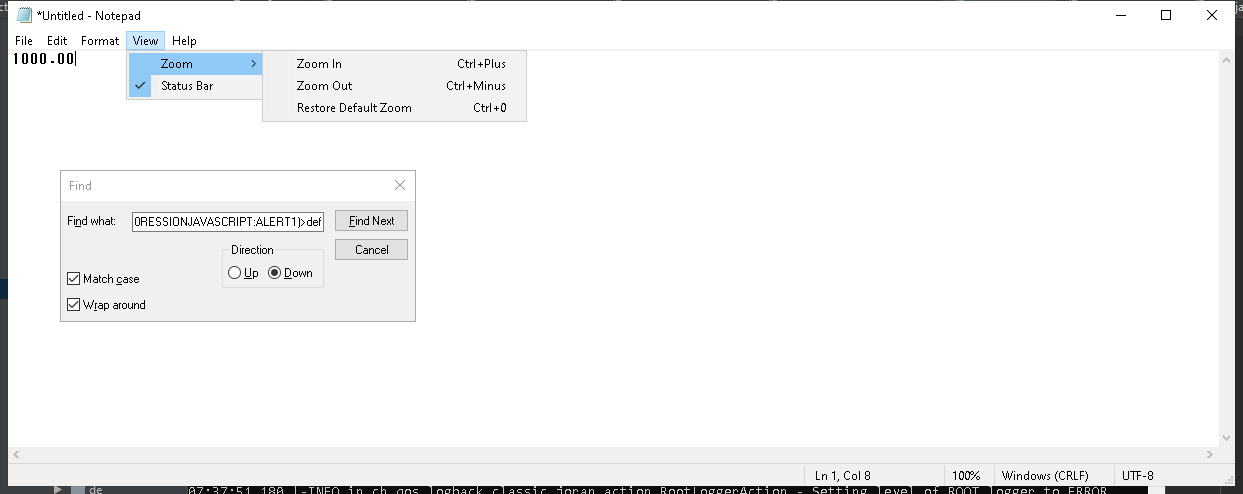 *Untitled - Notepad
File Edit Format View Help
1000.00
Zoom
Status Bar
Zoom In Ctrl+Plus
Zoom Out Ctrl+Minus
Restore Default Zoom Ctrl+0
Find
Find what: 0RESSIONJAVASCRIPT:ALERT1)>def Find Next
Direction Cancel
Up Down
Match case
Wrap around
Ln 1, Col 8 100% Windows (CRLF) UTF-8
de 07:37:51,180 |-INFO in ch.qos.logback.classic.joran.action.RootLoggerAction - Setting level of ROOT logger to ERROR